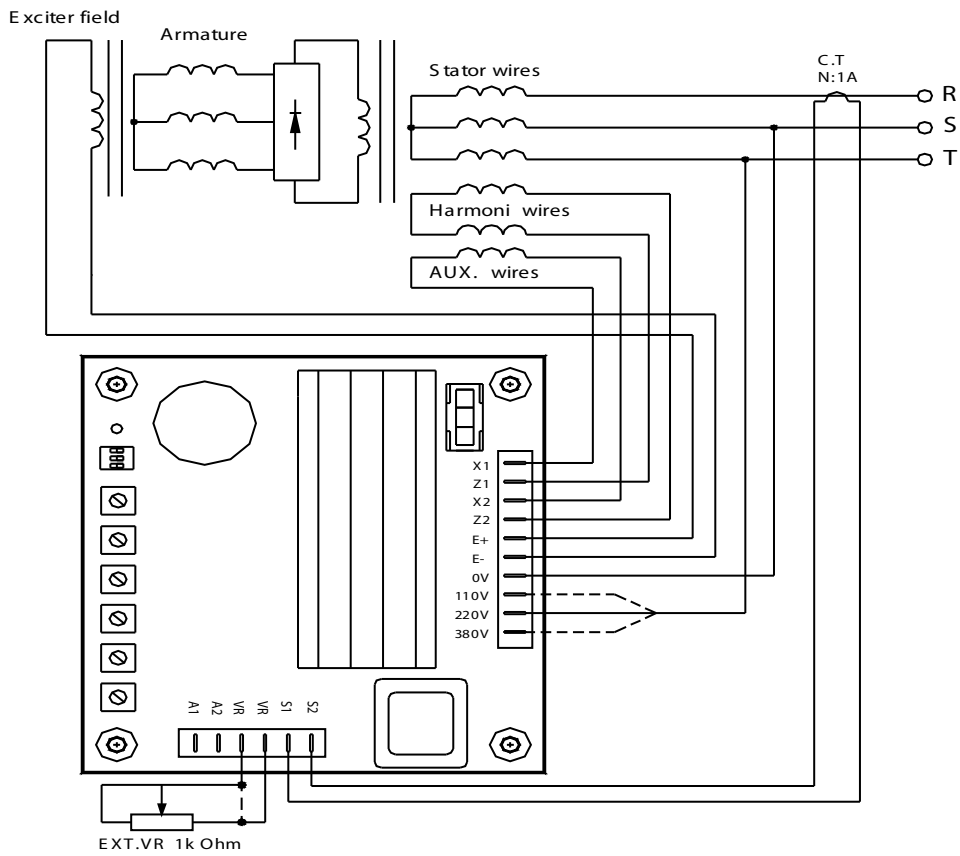 Exciter field
Armature
C.T
N:1A
Stator wires
R
S
T
Harmoni wires
AUX. wires
X1
Z1
X2
Z2
E+
E-
0V
110V
220V
380V
A1
A2
VR
VR
S1
S2
EXT.VR 1k Ohm